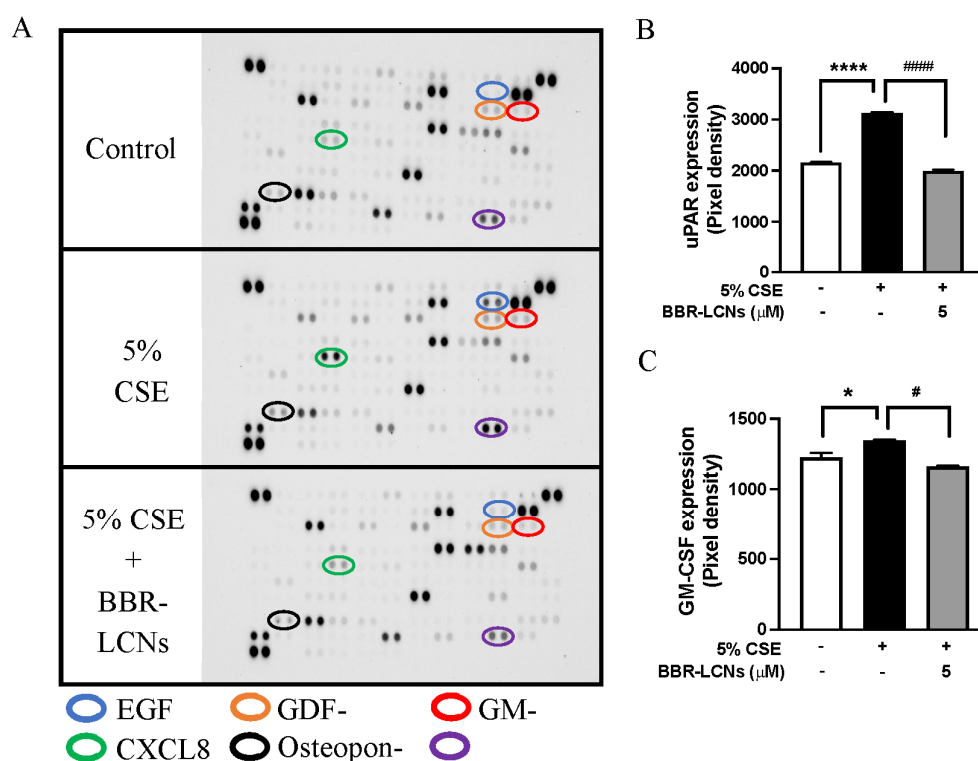 A
Control
5%
CSE
5% CSE
+
BBR-
LCNs
EGF
GDF-
GM-
CXCL8
Osteopon-
B
uPAR expression
(Pixel density)
4000
3000
2000
1000
0
****
####
5% CSE - + +
BBR-LCNs (μM) - - 5
C
GM-CSF expression
(Pixel density)
1500
1000
500
0
*
#
5% CSE - + +
BBR-LCNs (μM) - - 5